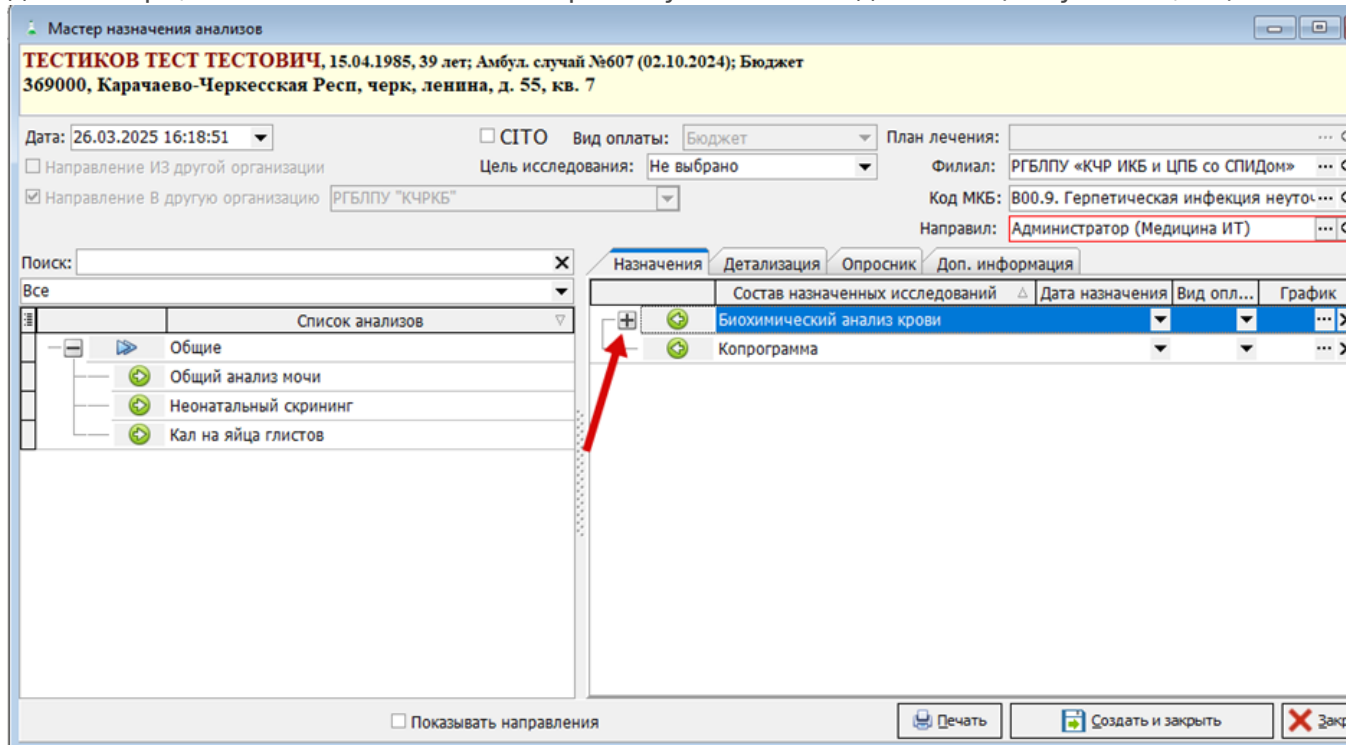 Мастер назначения анализов
ТЕСТИКОВ ТЕСТ ТЕСТОВИЧ, 15.04.1985, 39 лет; Амбул. случай №607 (02.10.2024); Бюджет
369000, Карачаево-Черкесская Респ, черк, ленина, д. 55, кв. 7
Дата: 26.03.2025 16:18:51 CITO Вид оплаты: Бюджет План лечения:
Направление ИЗ другой организации Цель исследования: Не выбрано Филиал: РГБЛПУ «КЧР ИКБ и ЦПБ со СПИДом»
Направление В другую организацию РГБЛПУ "КЧРКБ" Код МКБ: B00.9. Герпетическая инфекция неуточ
Направил: Администратор (Медицина ИТ)
Поиск: Назначения Детализация Опросник Доп. информация
Все Состав назначенных исследований Дата назначения Вид опл... График
Список анализов Биохимический анализ крови
Общие Копрограмма
Общий анализ мочи
Неонатальный скрининг
Кал на яйца глистов
Показывать направления Печать Создать и закрыть Закр